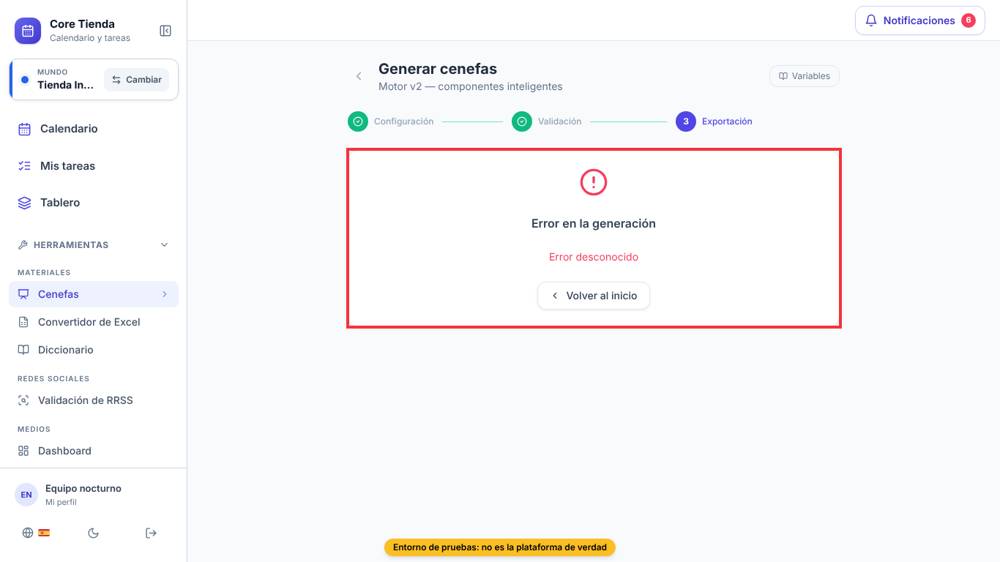 Core Tienda
Calendario y tareas
MUNDO
Tienda In...
Cambiar
Calendario
Mis tareas
Tablero
HERRAMIENTAS
MATERIALES
Cenefas
Convertidor de Excel
Diccionario
REDES SOCIALES
Validación de RRSS
MEDIOS
Dashboard
EN
Equipo nocturno
Mi perfil
Notificaciones 6
Generar cenefas
Motor v2 — componentes inteligentes
Variables
Configuración
Validación
3 Exportación
Error en la generación
Error desconocido
Volver al inicio
Entorno de pruebas: no es la plataforma de verdad